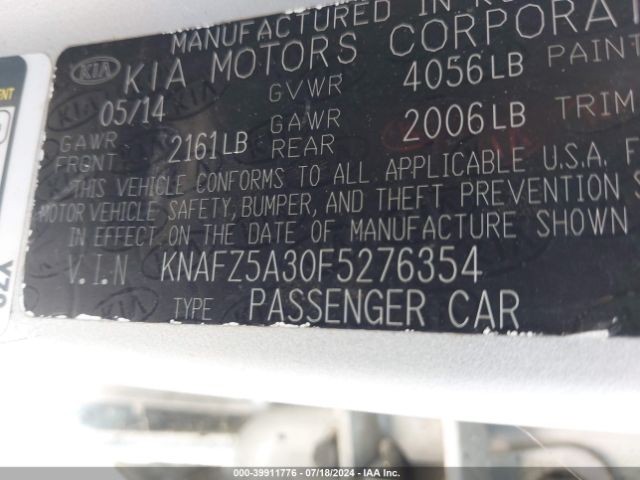 MANUFACTURED IN
KIA KIA MOTORS CORPORAT
05/14 GVWR 4056LB PAINT
GAWR FRGNT 2161LB GAWR REAR 2006LB TRIM
THIS VEHICLE CONFORMS TO ALL APPLICABLE U.S.A. F
MOTOR VEHICLE SAFETY, BUMPER, AND THEFT PREVENTION S
IN EFFECT ON THE DATE OF MANUFACTURE SHOWN
V.I.N KNAFZ5A30F5276354
TYPE PASSENGER CAR
000-39911776 - 07/18/2024 - IAA Inc.